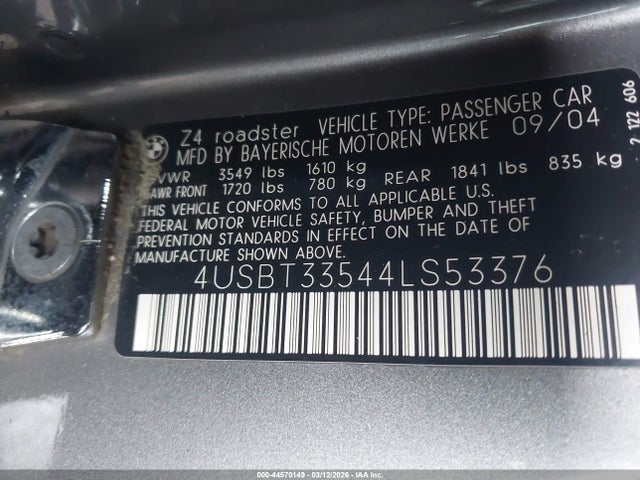 Z4 roadster VEHICLE TYPE: PASSENGER CAR
MFD BY BAYERISCHE MOTOREN WERKE 09/04
VWR 3549 lbs 1610 kg
AWR FRONT 1720 lbs 780 kg REAR 1841 lbs 835 kg
THIS VEHICLE CONFORMS TO ALL APPLICABLE U.S.
FEDERAL MOTOR VEHICLE SAFETY, BUMPER AND THEFT
PREVENTION STANDARDS IN EFFECT ON THE DATE OF
MANUFACTURE SHOWN ABOVE.
4USBT33544LS53376
7 122 606
000-44570149 - 03/12/2026 - IAA Inc.